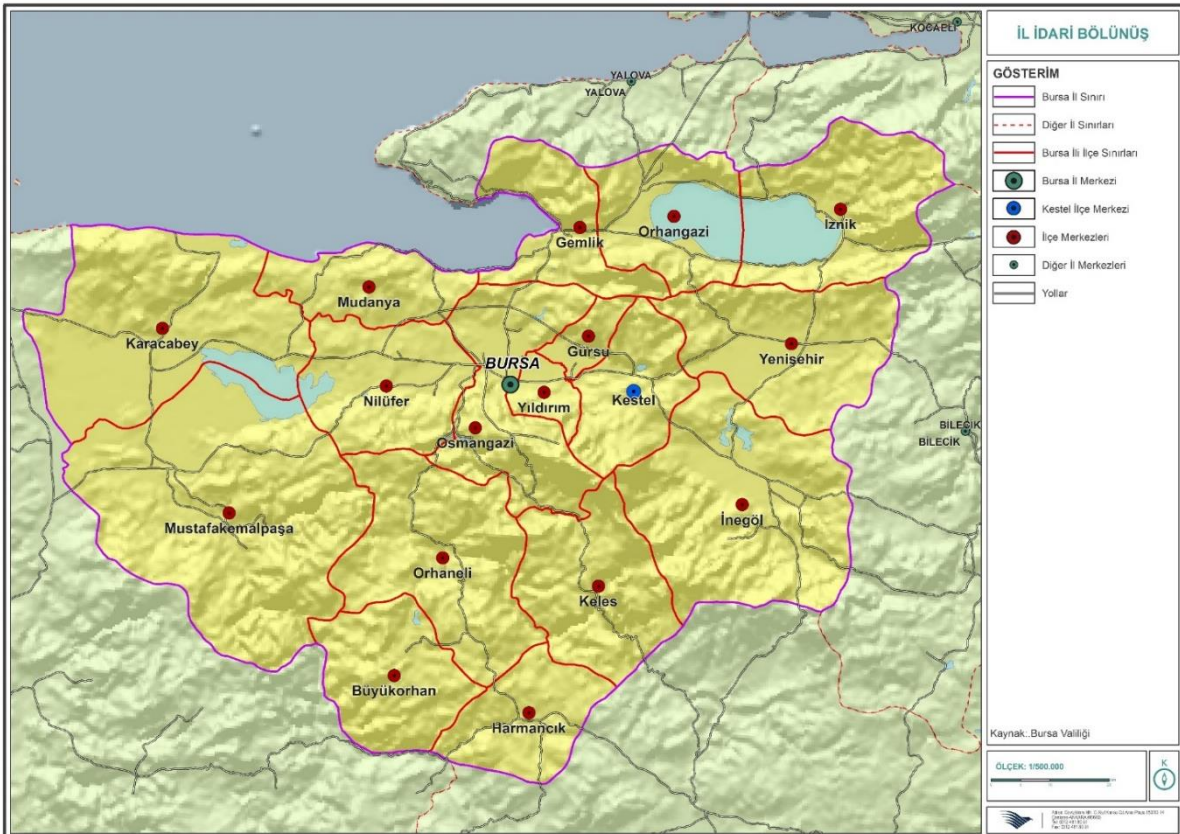 KOCAELİ
YALOVA
YALOVA
Gemlik
Orhangazi
İznik
Mudanya
Karacabey
Gürsu
Yenişehir
BURSA
Nilüfer
Yıldırım
Kestel
Osmangazi
BİLECİK
BİLECİK
Mustafakemalpaşa
İnegöl
Orhaneli
Keles
Büyükorhan
Harmancık
İL İDARİ BÖLÜNÜŞ
GÖSTERİM
Bursa İl Sınırı
Diğer İl Sınırları
Bursa İli İlçe Sınırları
Bursa İl Merkezi
Kestel İlçe Merkezi
İlçe Merkezleri
Diğer İl Merkezleri
Yollar
Kaynak..Bursa Valiliği
ÖLÇEK: 1/500.000
K